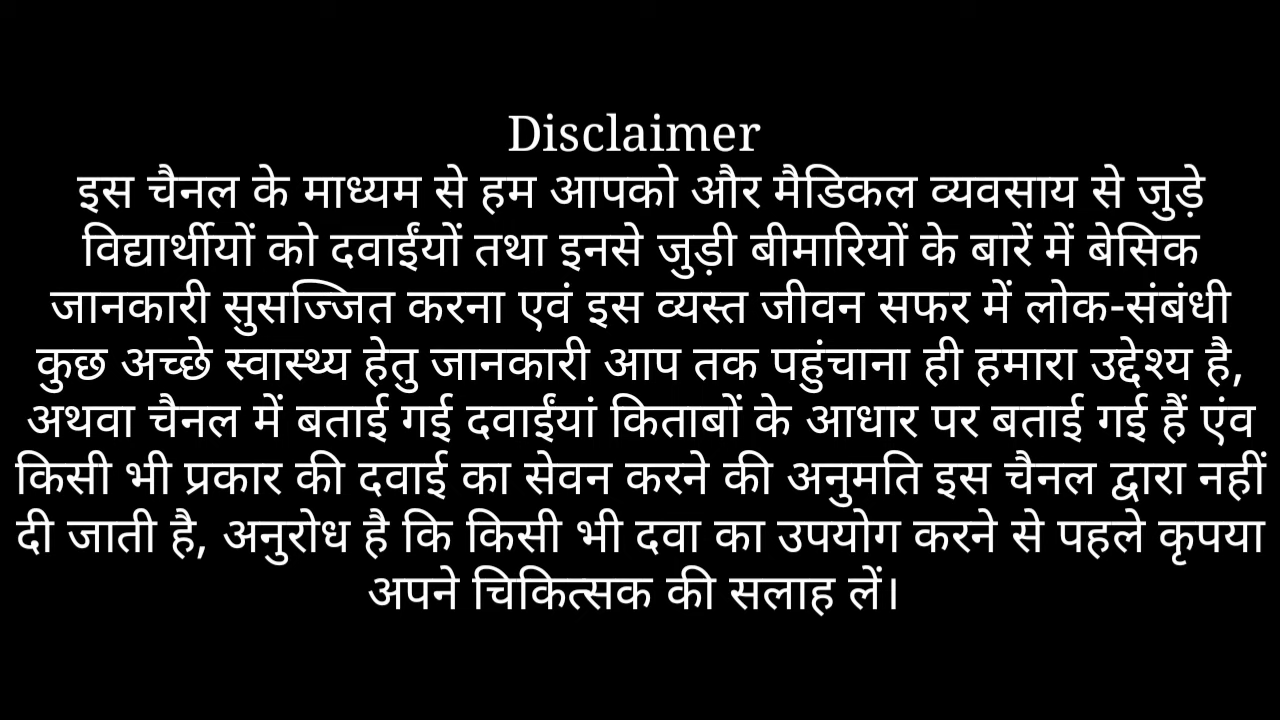 Disclaimer
इस चैनल के माध्यम से हम आपको और मैडिकल व्यवसाय से जुड़े
विद्यार्थीयों को दवाईंयों तथा इनसे जुड़ी बीमारियों के बारें में बेसिक
जानकारी सुसज्जित करना एवं इस व्यस्त जीवन सफर में लोक-संबंधी
कुछ अच्छे स्वास्थ्य हेतु जानकारी आप तक पहुंचाना ही हमारा उद्देश्य है,
अथवा चैनल में बताई गई दवाईंयां किताबों के आधार पर बताई गई हैं एंव
किसी भी प्रकार की दवाई का सेवन करने की अनुमति इस चैनल द्वारा नहीं
दी जाती है, अनुरोध है कि किसी भी दवा का उपयोग करने से पहले कृपया
अपने चिकित्सक की सलाह लें।